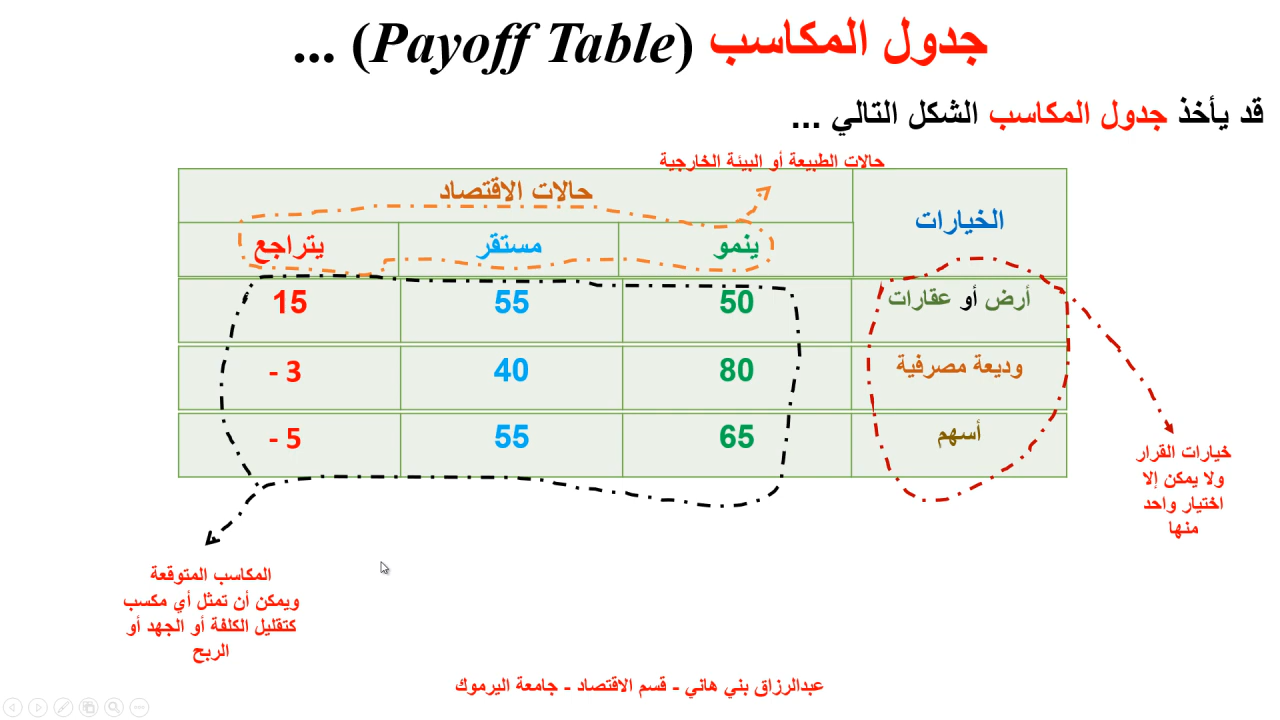 جدول المكاسب (Payoff Table) ...
قد يأخذ جدول المكاسب الشكل التالي ...
حالات الطبيعة أو البيئة الخارجية
الخيارات
حالات الاقتصاد
ينمو
مستقر
يتراجع
أرض أو عقارات
50
55
15
وديعة مصرفية
80
40
- 3
أسهم
65
55
- 5
خيارات القرار
ولا يمكن إلا
اختيار واحد
منها
المكاسب المتوقعة
ويمكن أن تمثل أي مكسب
كتقليل الكلفة أو الجهد أو
الربح
عبدالرزاق بني هاني - قسم الاقتصاد - جامعة اليرموك